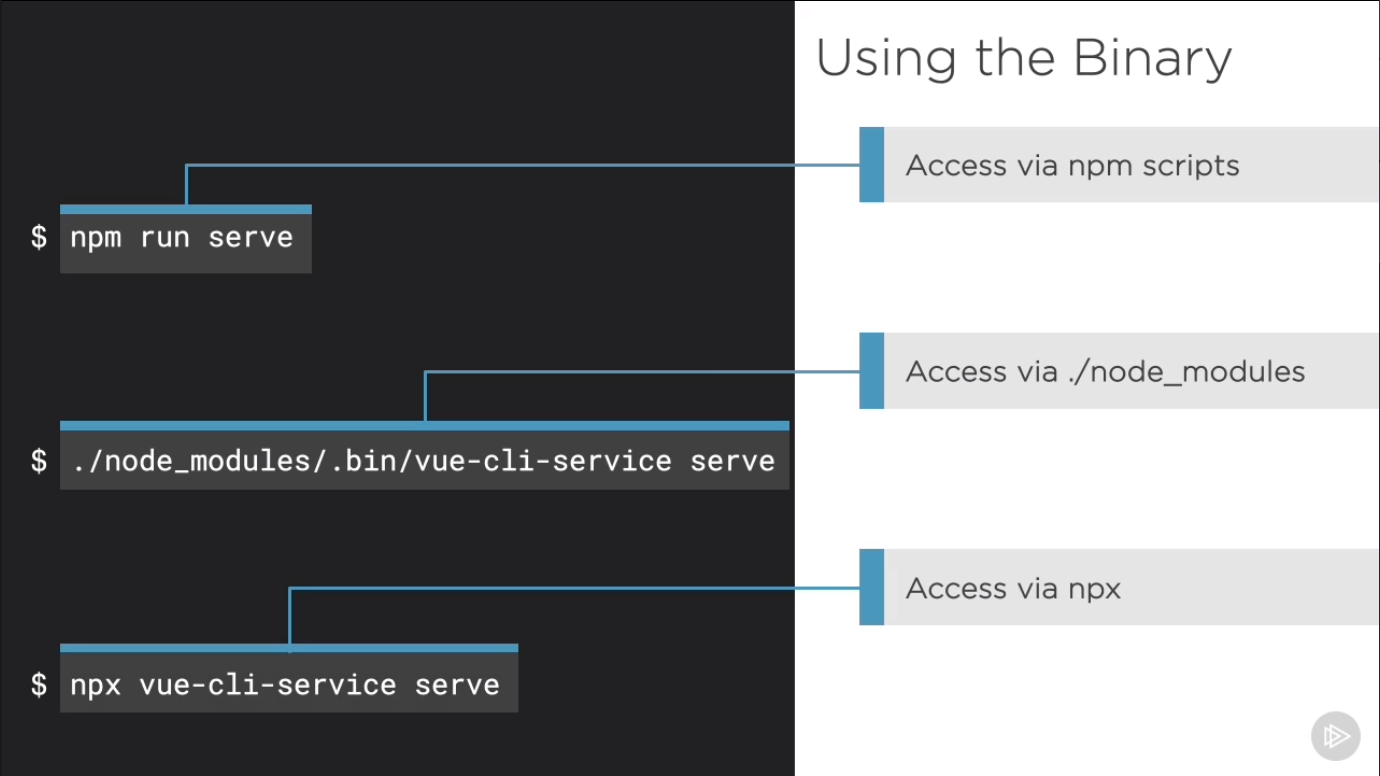 Using the Binary
Access via npm scripts
$ npm run serve
Access via ./node_modules
$ ./node_modules/.bin/vue-cli-service serve
Access via npx
$ npx vue-cli-service serve